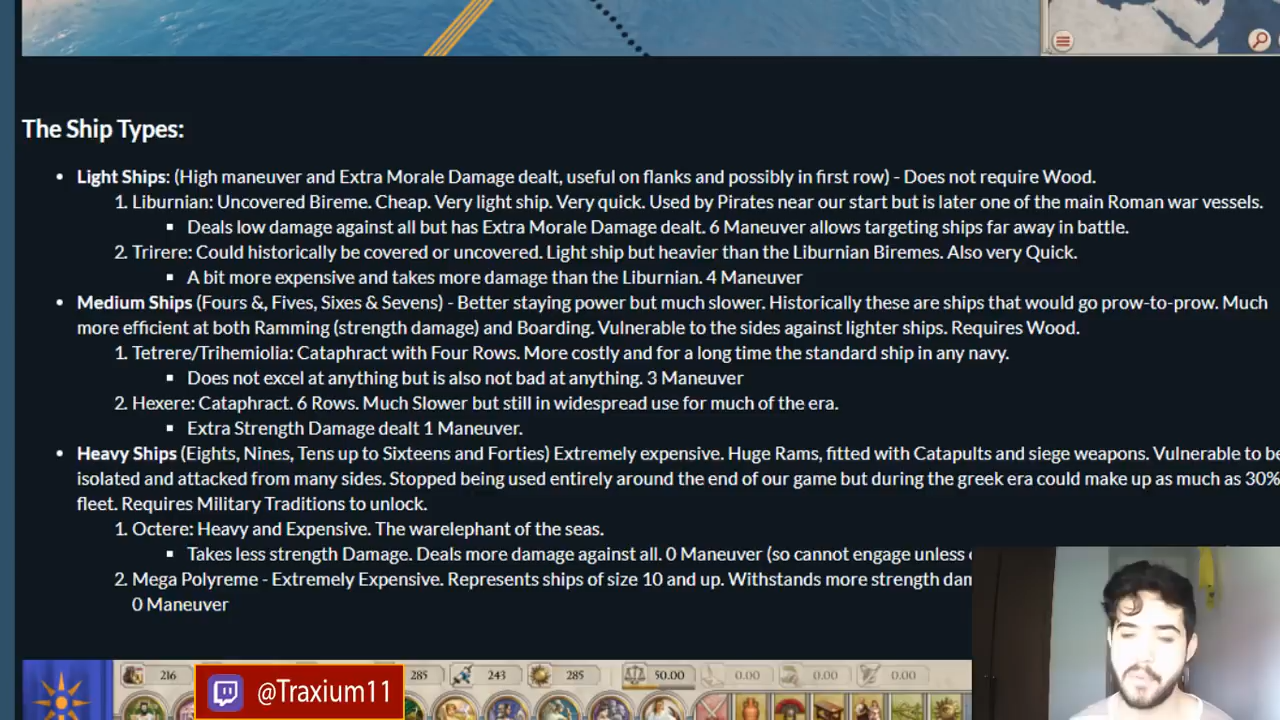 The Ship Types:
• Light Ships: (High maneuver and Extra Morale Damage dealt, useful on flanks and possibly in first row) - Does not require Wood.
1. Liburnian: Uncovered Bireme. Cheap. Very light ship. Very quick. Used by Pirates near our start but is later one of the main Roman war vessels.
▪ Deals low damage against all but has Extra Morale Damage dealt. 6 Maneuver allows targeting ships far away in battle.
2. Trirere: Could historically be covered or uncovered. Light ship but heavier than the Liburnian Biremes. Also very Quick.
▪ A bit more expensive and takes more damage than the Liburnian. 4 Maneuver
• Medium Ships (Fours &, Fives, Sixes & Sevens) - Better staying power but much slower. Historically these are ships that would go prow-to-prow. Much
more efficient at both Ramming (strength damage) and Boarding. Vulnerable to the sides against lighter ships. Requires Wood.
1. Tetrere/Trihemiolia: Cataphract with Four Rows. More costly and for a long time the standard ship in any navy.
▪ Does not excel at anything but is also not bad at anything. 3 Maneuver
2. Hexere: Cataphract. 6 Rows. Much Slower but still in widespread use for much of the era.
▪ Extra Strength Damage dealt 1 Maneuver.
• Heavy Ships (Eights, Nines, Tens up to Sixteens and Forties) Extremely expensive. Huge Rams, fitted with Catapults and siege weapons. Vulnerable to be
isolated and attacked from many sides. Stopped being used entirely around the end of our game but during the greek era could make up as much as 30%
fleet. Requires Military Traditions to unlock.
1. Octere: Heavy and Expensive. The warelephant of the seas.
▪ Takes less strength Damage. Deals more damage against all. 0 Maneuver (so cannot engage unless
2. Mega Polyreme - Extremely Expensive. Represents ships of size 10 and up. Withstands more strength
0 Maneuver
216 285 243 285 50.00 0.00 0.00 0.00
@Traxium11